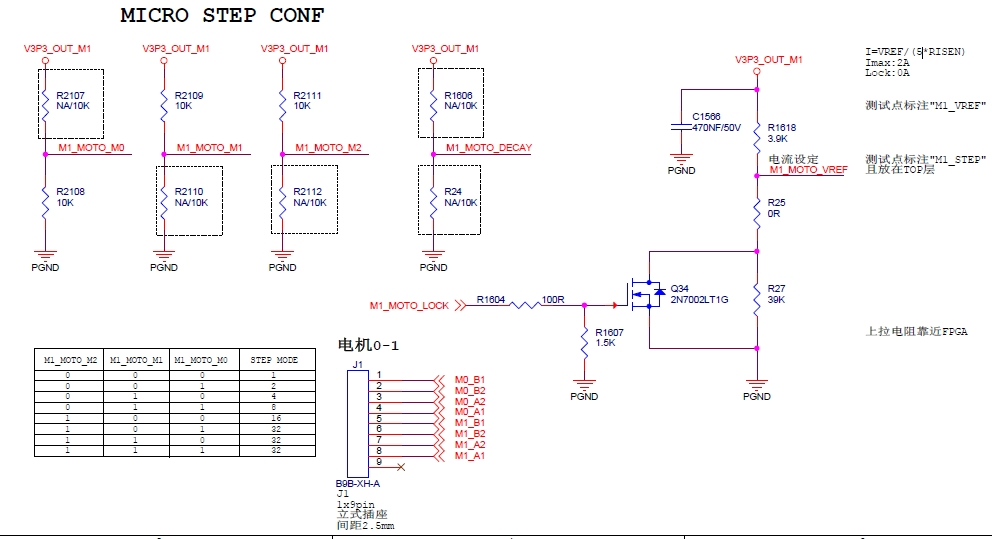 MICRO STEP CONF
V3P3_OUT_M1
V3P3_OUT_M1
V3P3_OUT_M1
V3P3_OUT_M1
R2107
NA/10K
R2109
10K
R2111
10K
R1606
NA/10K
M1_MOTO_M0
M1_MOTO_M1
M1_MOTO_M2
M1_MOTO_DECAY
R2108
10K
R2110
NA/10K
R2112
NA/10K
R24
NA/10K
PGND
PGND
PGND
PGND
V3P3_OUT_M1
C1566
470NF/50V
PGND
R1618
3.9K
电流设定
M1_MOTO_VREF
R25
0R
Q34
2N7002LT1G
R27
39K
M1_MOTO_LOCK
R1604
100R
R1607
1.5K
PGND
PGND
I=VREF/(5*RISEN)
Imax:2A
Lock:0A
测试点标注"M1_VREF"
测试点标注"M1_STEP"
且放在TOP层
上拉电阻靠近FPGA
M1_MOTO_M2 M1_MOTO_M1 M1_MOTO_M0 STEP MODE
0 0 0 1
0 0 1 2
0 1 0 4
0 1 1 8
1 0 0 16
1 0 1 32
1 1 0 32
1 1 1 32
电机0-1
J1
1 M0_B1
2 M0_B2
3 M0_A2
4 M0_A1
5 M1_B1
6 M1_B2
7 M1_A2
8 M1_A1
9
B9B-XH-A
J1
1x9pin
立式插座
间距2.5mm